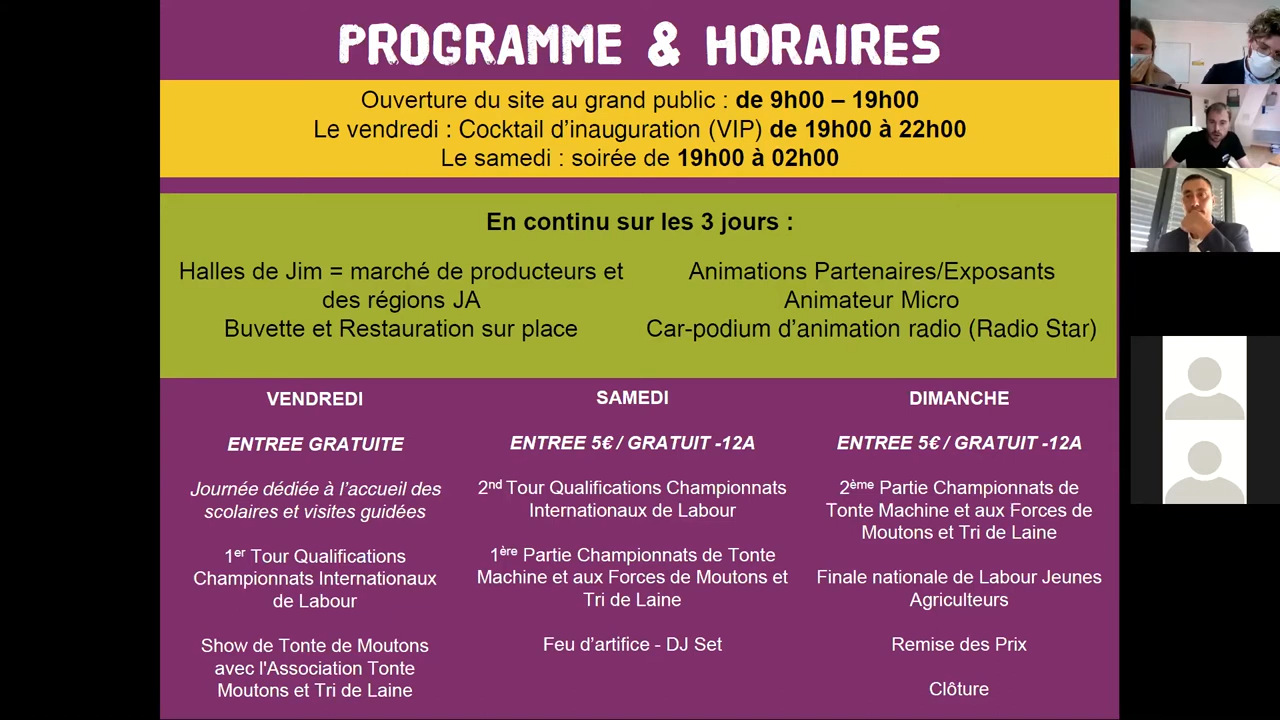 PROGRAMME & HORAIRES
Ouverture du site au grand public : de 9h00 – 19h00
Le vendredi : Cocktail d'inauguration (VIP) de 19h00 à 22h00
Le samedi : soirée de 19h00 à 02h00
En continu sur les 3 jours :
Halles de Jim = marché de producteurs et
des régions JA
Buvette et Restauration sur place
Animations Partenaires/Exposants
Animateur Micro
Car-podium d'animation radio (Radio Star)
VENDREDI
ENTREE GRATUITE
Journée dédiée à l'accueil des
scolaires et visites guidées
1er Tour Qualifications
Championnats Internationaux
de Labour
Show de Tonte de Moutons
avec l'Association Tonte
Moutons et Tri de Laine
SAMEDI
ENTREE 5€ / GRATUIT -12A
2nd Tour Qualifications Championnats
Internationaux de Labour
1ère Partie Championnats de Tonte
Machine et aux Forces de Moutons et
Tri de Laine
Feu d'artifice - DJ Set
DIMANCHE
ENTREE 5€ / GRATUIT -12A
2ème Partie Championnats de
Tonte Machine et aux Forces de
Moutons et Tri de Laine
Finale nationale de Labour Jeunes
Agriculteurs
Remise des Prix
Clôture